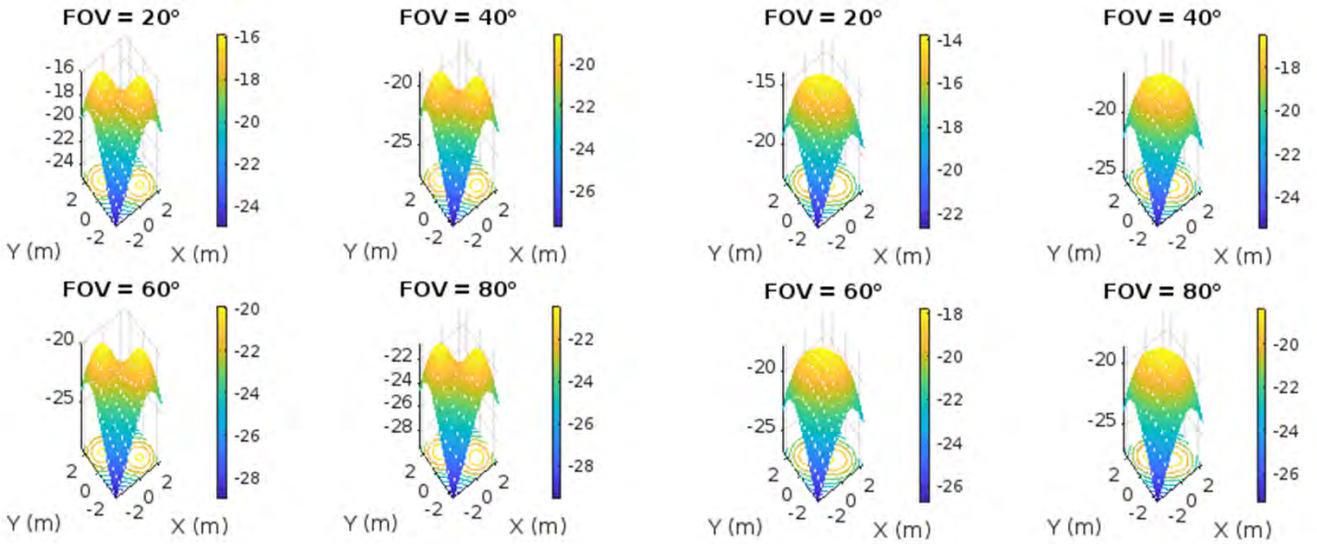 FOV = 20° FOV = 40° FOV = 20° FOV = 40°
-16 -18 -20 -22 -24 2 0 -2 -2 0 2 Y (m) X (m) -16 -18 -20 -22 -24
-20 -25 2 0 -2 -2 0 2 Y (m) X (m) -20 -22 -24 -26
-15 -20 2 0 -2 -2 0 2 Y (m) X (m) -14 -16 -18 -20 -22
-20 -25 2 0 -2 -2 0 2 Y (m) X (m) -18 -20 -22 -24
FOV = 60° FOV = 80° FOV = 60° FOV = 80°
-20 -25 2 0 -2 -2 0 2 Y (m) X (m) -20 -22 -24 -26 -28
-22 -24 -26 -28 2 0 -2 -2 0 2 Y (m) X (m) -22 -24 -26 -28
-20 -25 2 0 -2 -2 0 2 Y (m) X (m) -18 -20 -22 -24 -26
-20 -25 2 0 -2 -2 0 2 Y (m) X (m) -20 -22 -24 -26